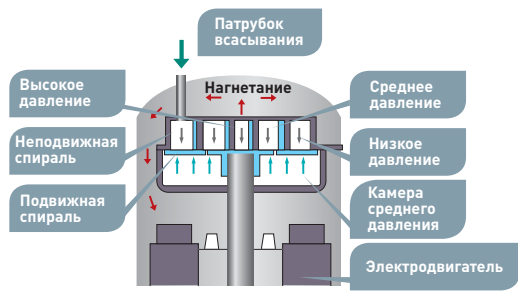 Патрубок
всасывания
Высокое
давление
Нагнетание
Среднее
давление
Неподвижная
спираль
Низкое
давление
Подвижная
спираль
Камера
среднего
давления
Электродвигатель